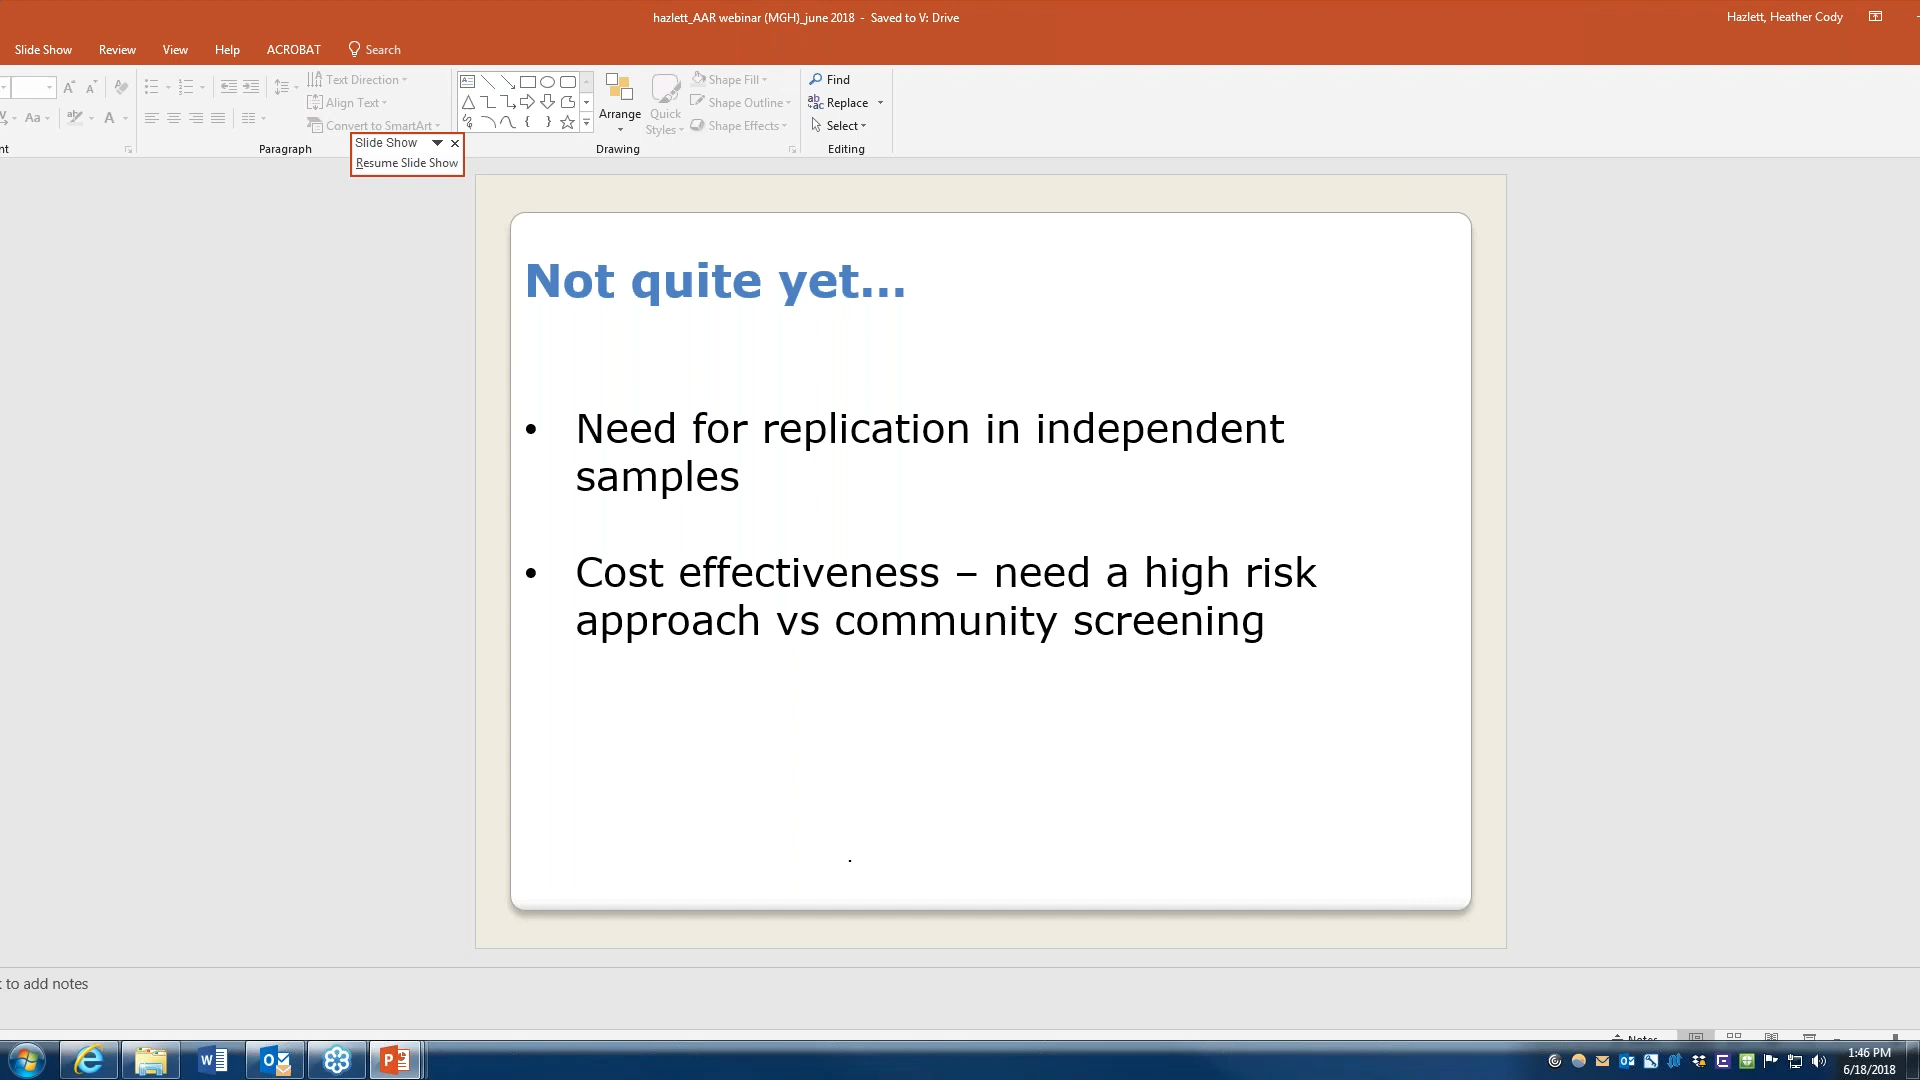 hazlett_AAR webinar (MGH)_june 2018 - Saved to V: Drive
Hazlett, Heather Cody
Slide Show
Review
View
Help
ACROBAT
Search
Text Direction
Align Text
Convert to SmartArt
Aa
Arrange
Quick
Styles
Shape Fill
Shape Outline
Shape Effects
Find
Replace
Select
Paragraph
Drawing
Editing
Slide Show
Resume Slide Show
Not quite yet...
• Need for replication in independent
samples
• Cost effectiveness – need a high risk
approach vs community screening
to add notes
Notes
1:46 PM
6/18/2018